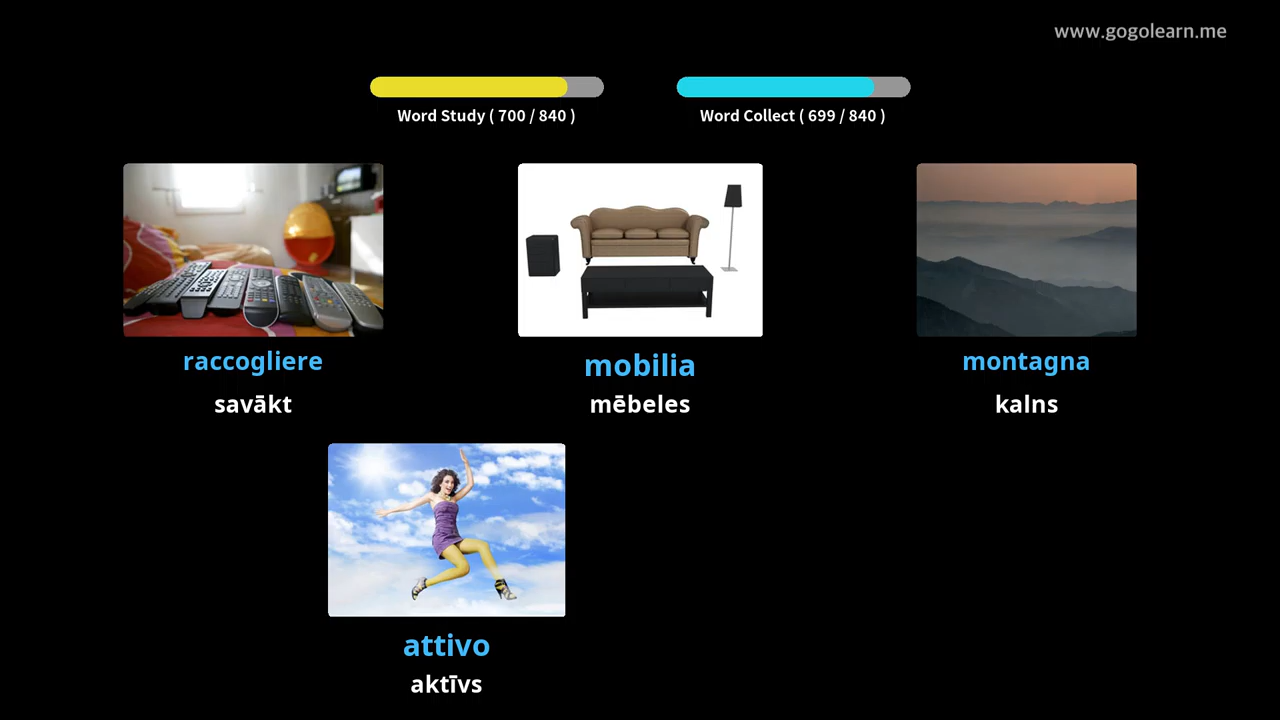 www.gogolearn.me
Word Study ( 700 / 840 )
Word Collect ( 699 / 840 )
raccogliere
savākt
mobilia
mēbeles
montagna
kalns
attivo
aktīvs